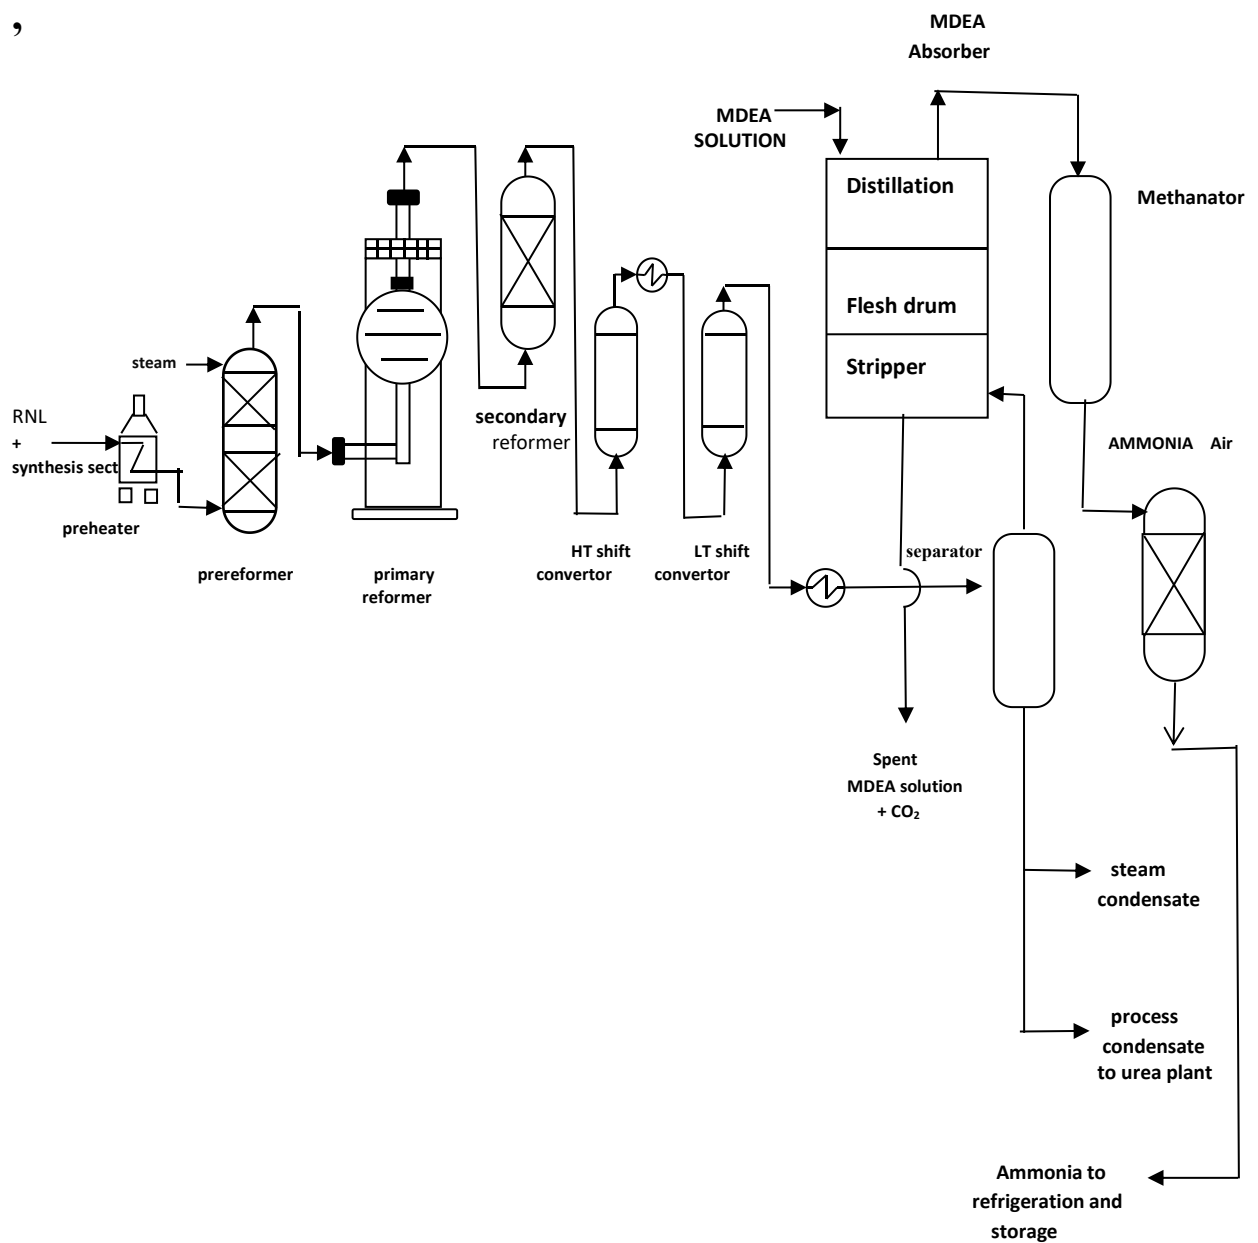 ,
MDEA
Absorber
MDEA
SOLUTION
Distillation
Methanator
Flesh drum
steam
Stripper
RNL
+
synthesis sect
secondary
reformer
AMMONIA Air
preheater
HT shift
convertor
LT shift
convertor
separator
prereformer
primary
reformer
Spent
MDEA solution
+ CO₂
steam
condensate
process
condensate
to urea plant
Ammonia to
refrigeration and
storage